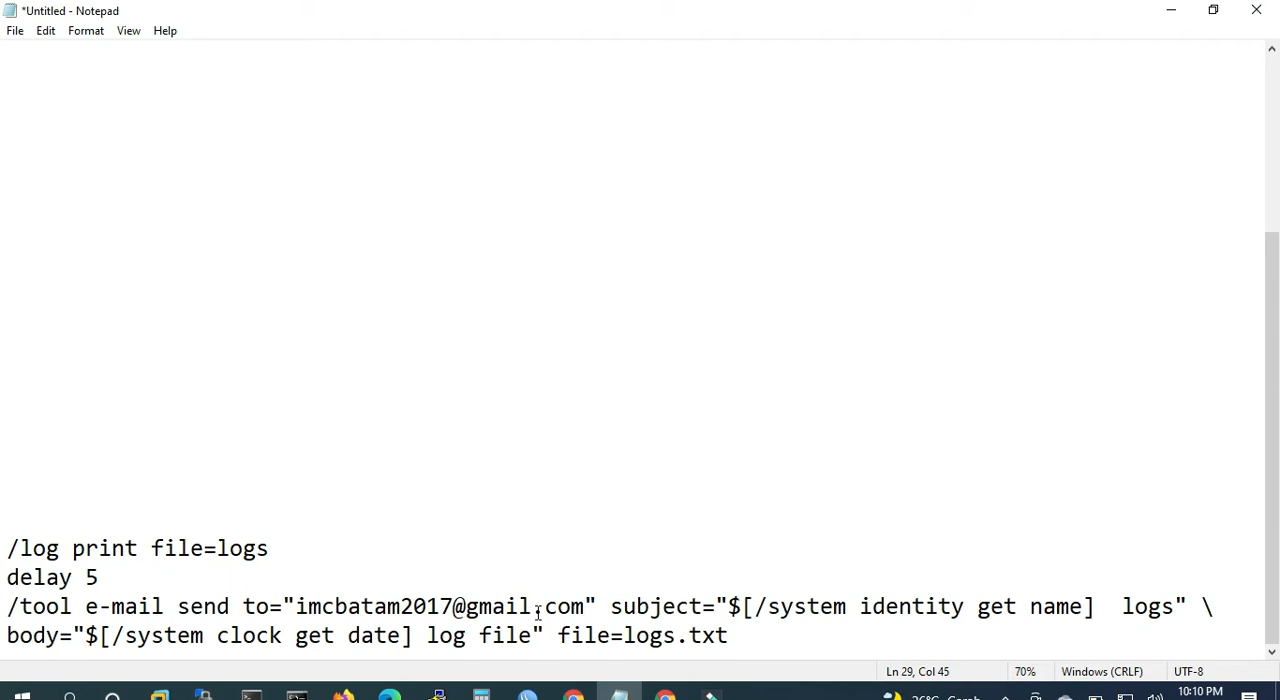 *Untitled - Notepad
File Edit Format View Help
/log print file=logs
delay 5
/tool e-mail send to="imcbatam2017@gmail.com" subject="$[/system identity get name]  logs" \
body="$[/system clock get date] log file" file=logs.txt
Ln 29, Col 45 70% Windows (CRLF) UTF-8
26°C Cerah 10:10 PM